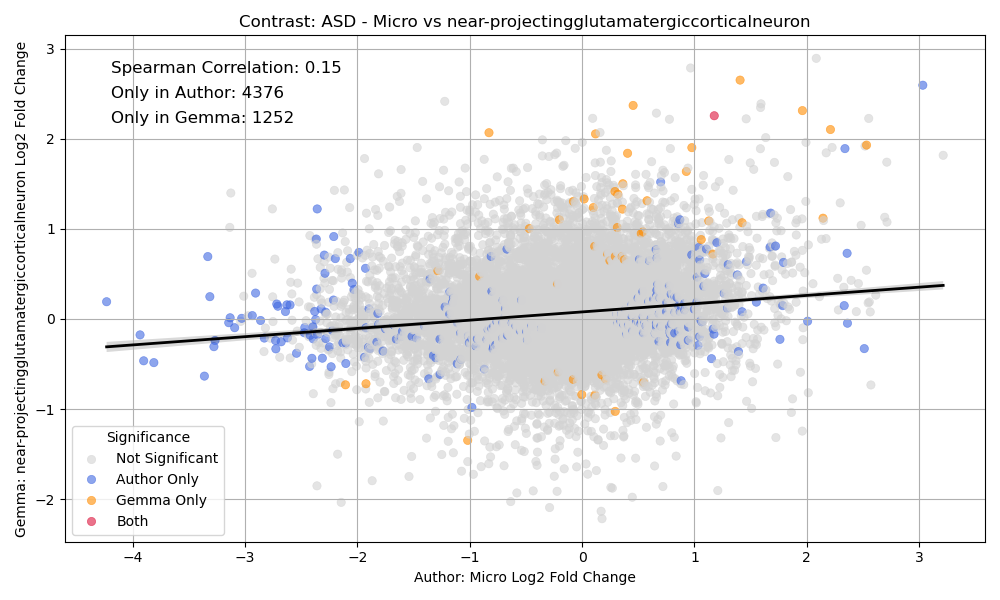 Contrast: ASD - Micro vs near-projectingglutamatergiccorticalneuron
Gemma: near-projectingglutamatergiccorticalneuron Log2 Fold Change
3
2
1
0
−1
−2
Spearman Correlation: 0.15
Only in Author: 4376
Only in Gemma: 1252
Significance
Not Significant
Author Only
Gemma Only
Both
−4
−3
−2
−1
0
1
2
3
Author: Micro Log2 Fold Change